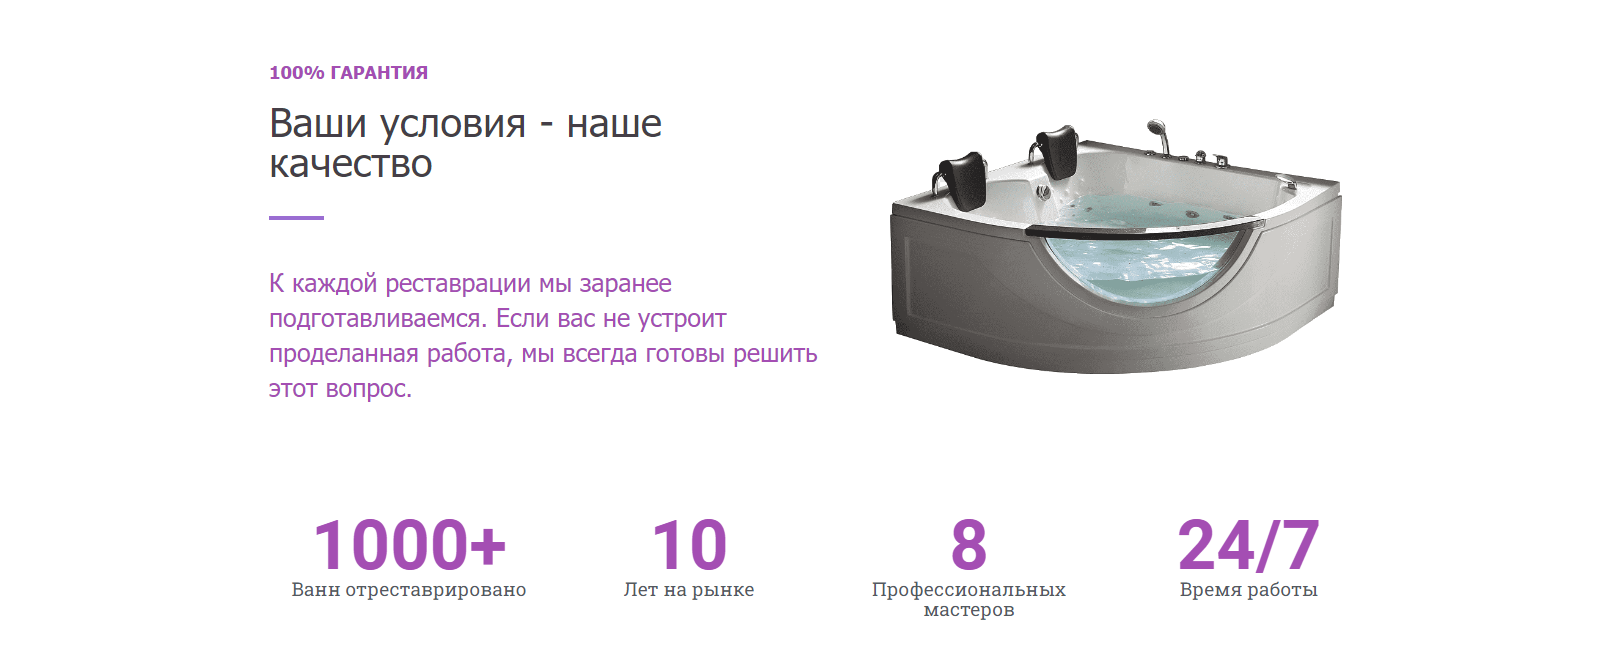 100% ГАРАНТИЯ
Ваши условия - наше
качество
К каждой реставрации мы заранее
подготавливаемся. Если вас не устроит
проделанная работа, мы всегда готовы решить
этот вопрос.
1000+
Ванн отреставрировано
10
Лет на рынке
8
Профессиональных
мастеров
24/7
Время работы